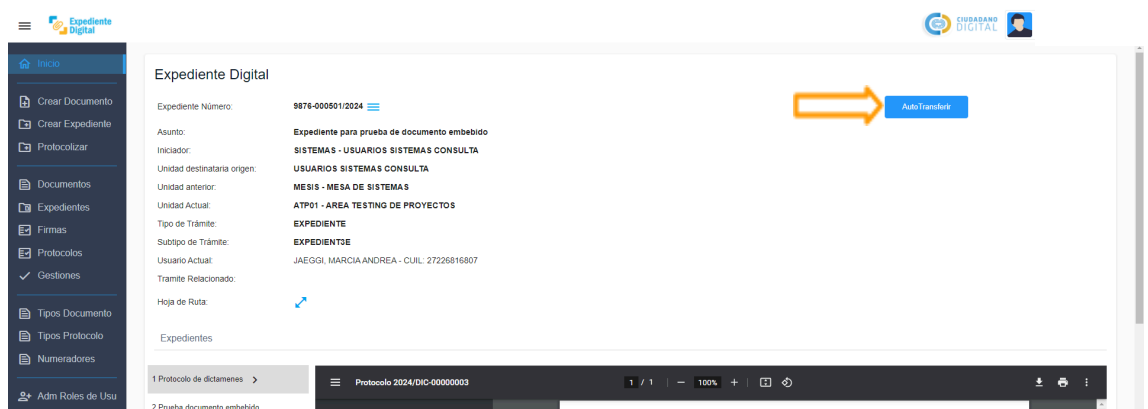 Expediente
Digital
CIUDADANO
DIGITAL
Inicio
Crear Documento
Crear Expediente
Protocolizar
Documentos
Expedientes
Firmas
Protocolos
Gestiones
Tipos Documento
Tipos Protocolo
Numeradores
Adm Roles de Usu
Expediente Digital
Expediente Número: 9876-000501/2024
AutoTransferir
Asunto: Expediente para prueba de documento embebido
Iniciador: SISTEMAS - USUARIOS SISTEMAS CONSULTA
Unidad destinataria origen: USUARIOS SISTEMAS CONSULTA
Unidad anterior: MESIS - MESA DE SISTEMAS
Unidad Actual: ATP01 - AREA TESTING DE PROYECTOS
Tipo de Trámite: EXPEDIENTE
Subtipo de Trámite: EXPEDIENT3E
Usuario Actual: JAEGGI, MARCIA ANDREA - CUIL: 27226816807
Tramite Relacionado:
Hoja de Ruta:
Expedientes
1 Protocolo de dictamenes
Protocolo 2024/DIC-00000003 1 / 1 100%
2 Prueba documento embebido